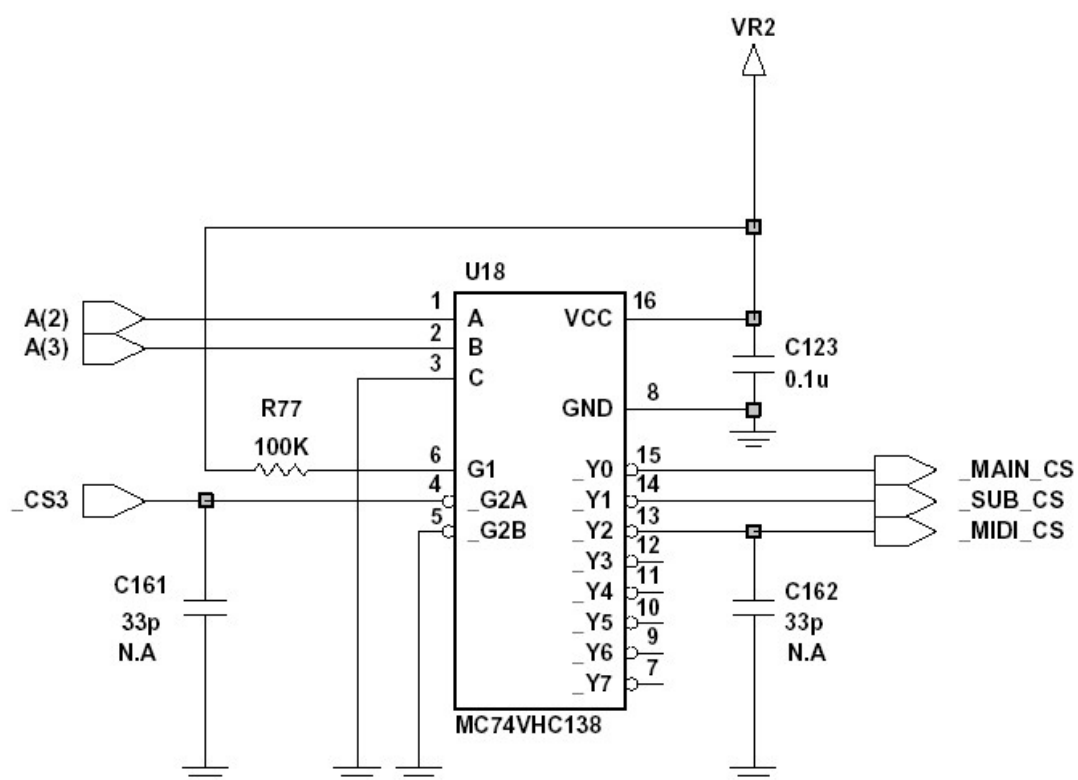 VR2
U18
A(2)
1
A
VCC
16
A(3)
2
B
3
C
C123
0.1u
GND
8
R77
100K
6
G1
_Y0
15
_MAIN_CS
_CS3
4
_G2A
_Y1
14
_SUB_CS
5
_G2B
_Y2
13
_MIDI_CS
_Y3
12
_Y4
11
_Y5
10
_Y6
9
_Y7
7
C161
33p
N.A
C162
33p
N.A
MC74VHC138